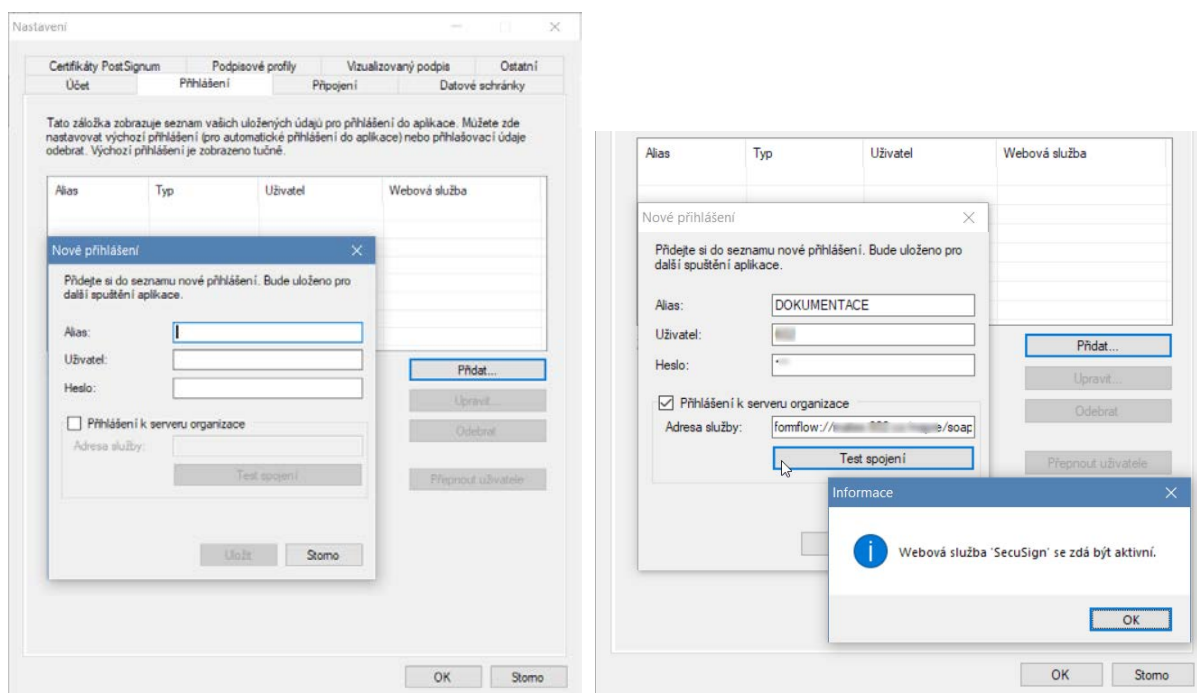 Nastavení
Certifikáty PostSignum Podpisové profily Vizualizovaný podpis Ostatní
Účet Přihlášení Připojení Datové schránky
Tato záložka zobrazuje seznam vašich uložených údajů pro přihlášení do aplikace. Můžete zde
nastavovat výchozí přihlášení (pro automatické přihlášení do aplikace) nebo přihlašovací údaje
odebrat. Výchozí přihlášení je zobrazeno tučně.
Alias Typ Uživatel Webová služba
Nové přihlášení
Přidejte si do seznamu nové přihlášení. Bude uloženo pro
další spuštění aplikace.
Alias:
Uživatel:
Heslo:
Přihlášení k serveru organizace
Adresa služby:
Test spojení
Uložit Storno
Přidat...
Upravit...
Odebrat
Přepnout uživatele
OK Storno
Alias Typ Uživatel Webová služba
Nové přihlášení
Přidejte si do seznamu nové přihlášení. Bude uloženo pro
další spuštění aplikace.
Alias: DOKUMENTACE
Uživatel:
Heslo:
Přihlášení k serveru organizace
Adresa služby: formflow:// e/soap
Test spojení
Přidat...
Upravit...
Odebrat
Přepnout uživatele
Informace
Webová služba 'SecuSign' se zdá být aktivní.
OK
OK Storno